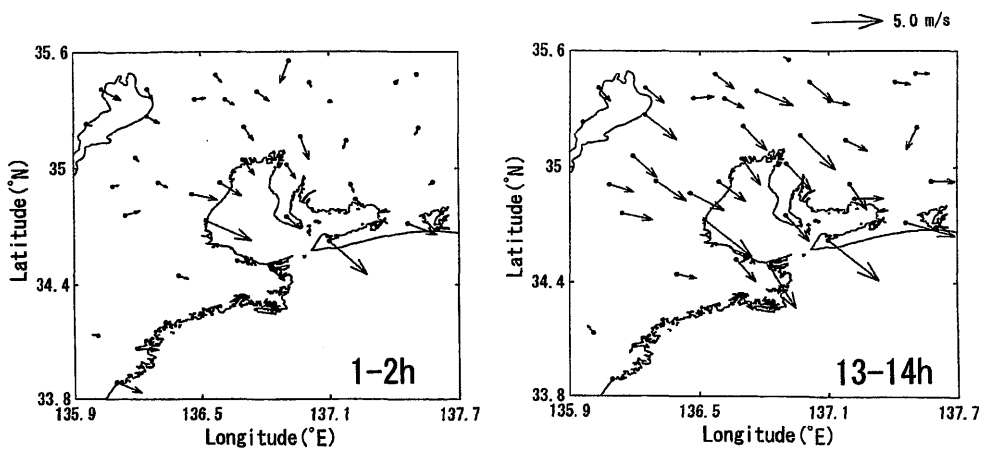 5.0 m/s
35.6
35
34.4
33.8
Latitude(°N)
135.9
136.5
137.1
137.7
Longitude(°E)
1-2h
35.6
35
34.4
33.8
Latitude(°N)
135.9
136.5
137.1
137.7
Longitude(°E)
13-14h